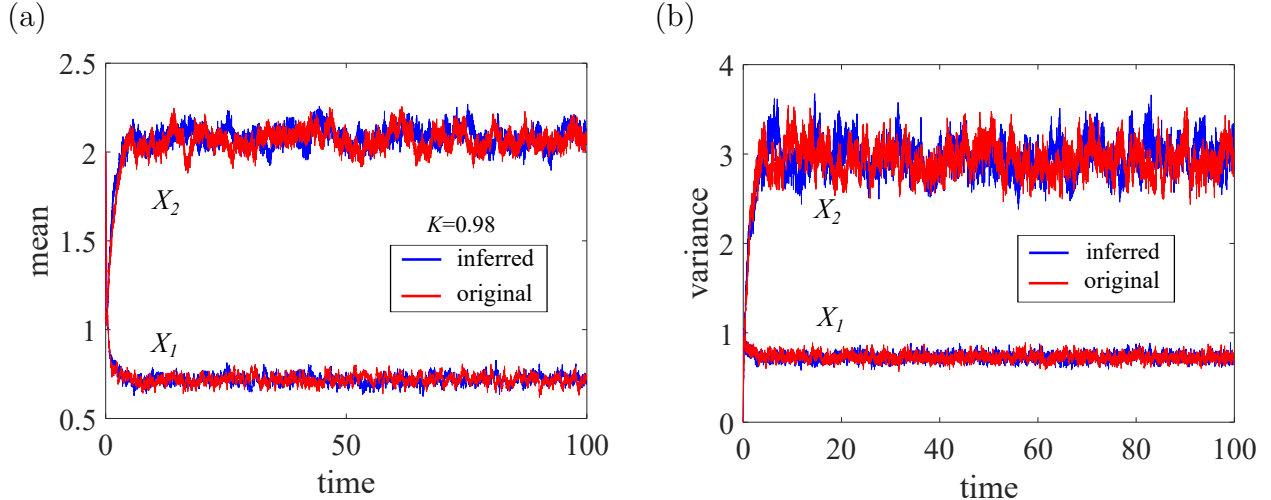 (a)
2.5
2
1.5
1
0.5
mean
X2
K=0.98
inferred
original
X1
0
50
100
time
(b)
4
3
2
1
0
variance
X2
inferred
original
X1
0
20
40
60
80
100
time